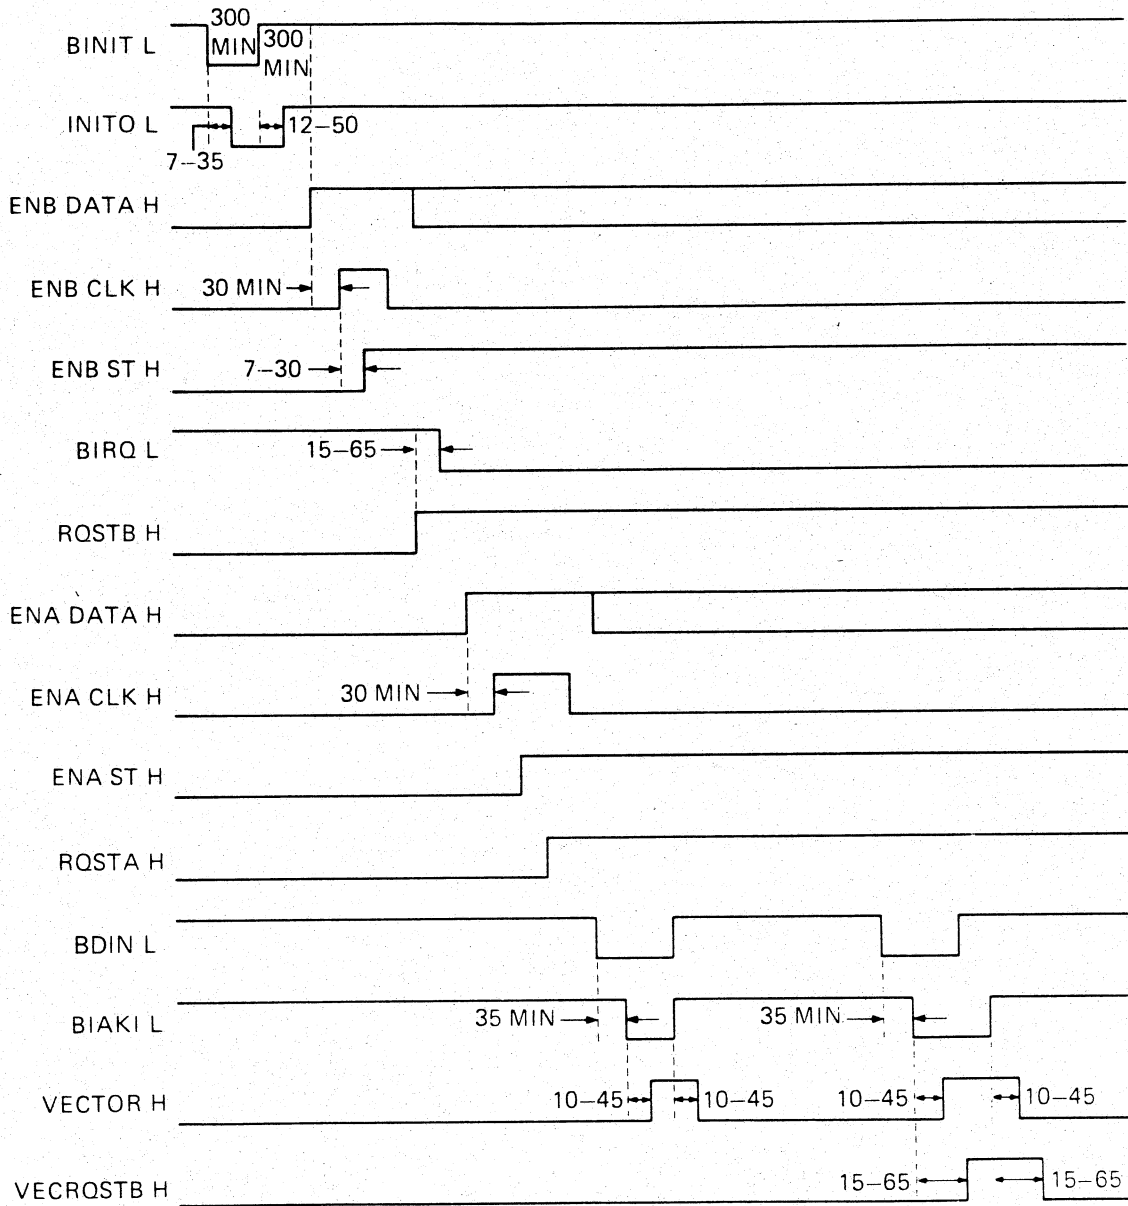 300
BINIT L MIN 300
MIN
INITO L 12–50
7–35
ENB DATA H
ENB CLK H 30 MIN
ENB ST H 7–30
BIRQ L 15–65
RQSTB H
ENA DATA H
ENA CLK H 30 MIN
ENA ST H
RQSTA H
BDIN L
BIAKI L 35 MIN 35 MIN
VECTOR H 10–45 10–45 10–45 10–45
VECRQSTB H 15–65 15–65